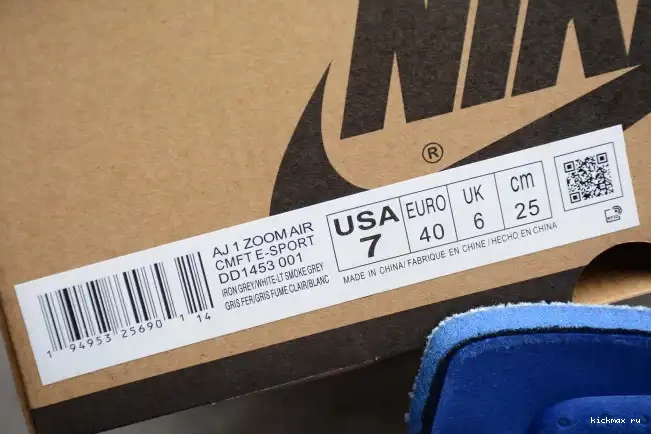 NIK
®
AJ 1 ZOOM AIR
CMFT E-SPORT
DD1453 001
IRON GREY/WHITE-LT SMOKE GREY
GRIS FER/GRIS FUME CLAIR/BLANC
USA
7
EURO
40
UK
6
cm
25
MADE IN CHINA/FABRIQUE EN CHINE/HECHO EN CHINA
1 94953 25690 1 14
kickmax ru